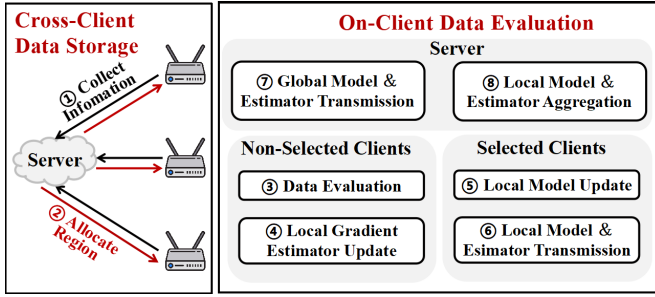 Cross-Client
Data Storage
① Collect
Infomation
Server
② Allocate
Region
On-Client Data Evaluation
Server
⑦ Global Model &
Estimator Transmission
⑧ Local Model &
Estimator Aggregation
Non-Selected Clients
③ Data Evaluation
④ Local Gradient
Estimator Update
Selected Clients
⑤ Local Model Update
⑥ Local Model &
Esimator Transmission